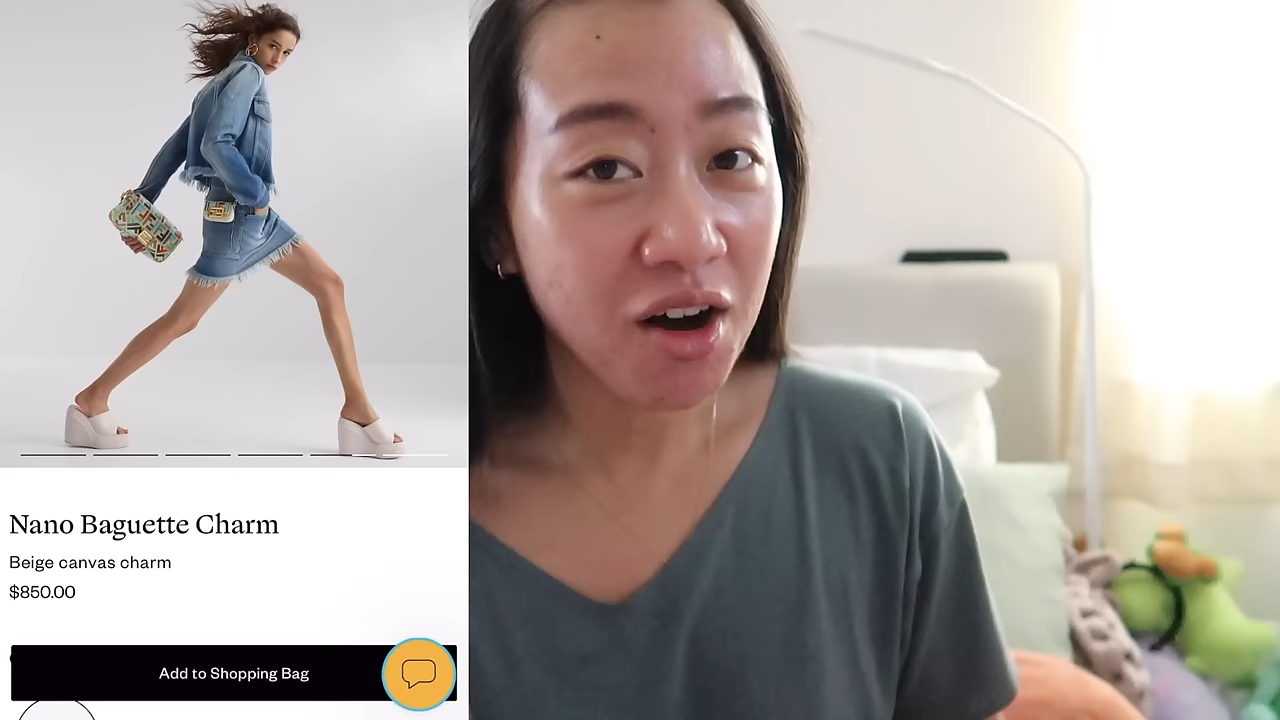 Nano Baguette Charm
Beige canvas charm
$850.00
Add to Shopping Bag